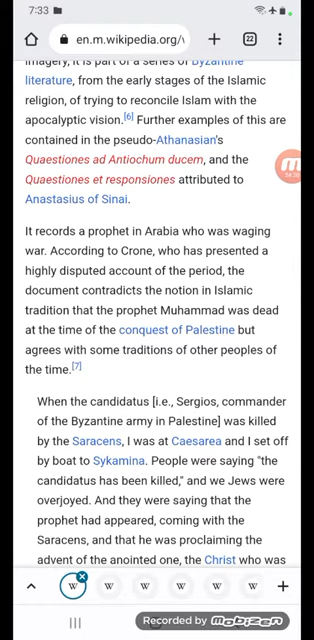 7:33
en.m.wikipedia.org/
22
imagery, it is part of a series of Byzantine
literature, from the early stages of the Islamic
religion, of trying to reconcile Islam with the
apocalyptic vision.[6] Further examples of this are
contained in the pseudo-Athanasian's
Quaestiones ad Antiochum ducem, and the
Quaestiones et responsiones attributed to
Anastasius of Sinai.
It records a prophet in Arabia who was waging
war. According to Crone, who has presented a
highly disputed account of the period, the
document contradicts the notion in Islamic
tradition that the prophet Muhammad was dead
at the time of the conquest of Palestine but
agrees with some traditions of other peoples of
the time.[7]
When the candidatus [i.e., Sergios, commander
of the Byzantine army in Palestine] was killed
by the Saracens, I was at Caesarea and I set off
by boat to Sykamina. People were saying "the
candidatus has been killed," and we Jews were
overjoyed. And they were saying that the
prophet had appeared, coming with the
Saracens, and that he was proclaiming the
advent of the anointed one, the Christ who was
W W W W W W
Recorded by Mobizen